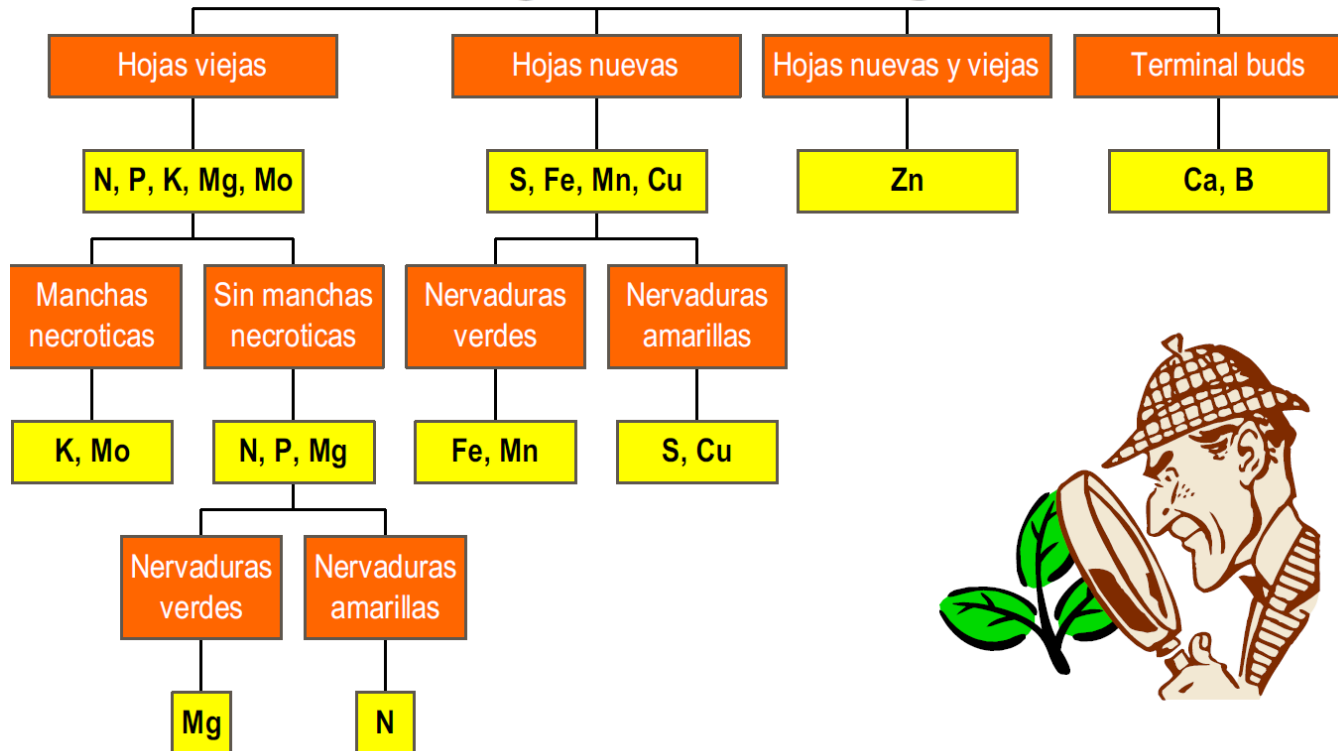 Hojas viejas
Hojas nuevas
Hojas nuevas y viejas
Terminal buds
N, P, K, Mg, Mo
S, Fe, Mn, Cu
Zn
Ca, B
Manchas
necroticas
Sin manchas
necroticas
Nervaduras
verdes
Nervaduras
amarillas
K, Mo
N, P, Mg
Fe, Mn
S, Cu
Nervaduras
verdes
Nervaduras
amarillas
Mg
N